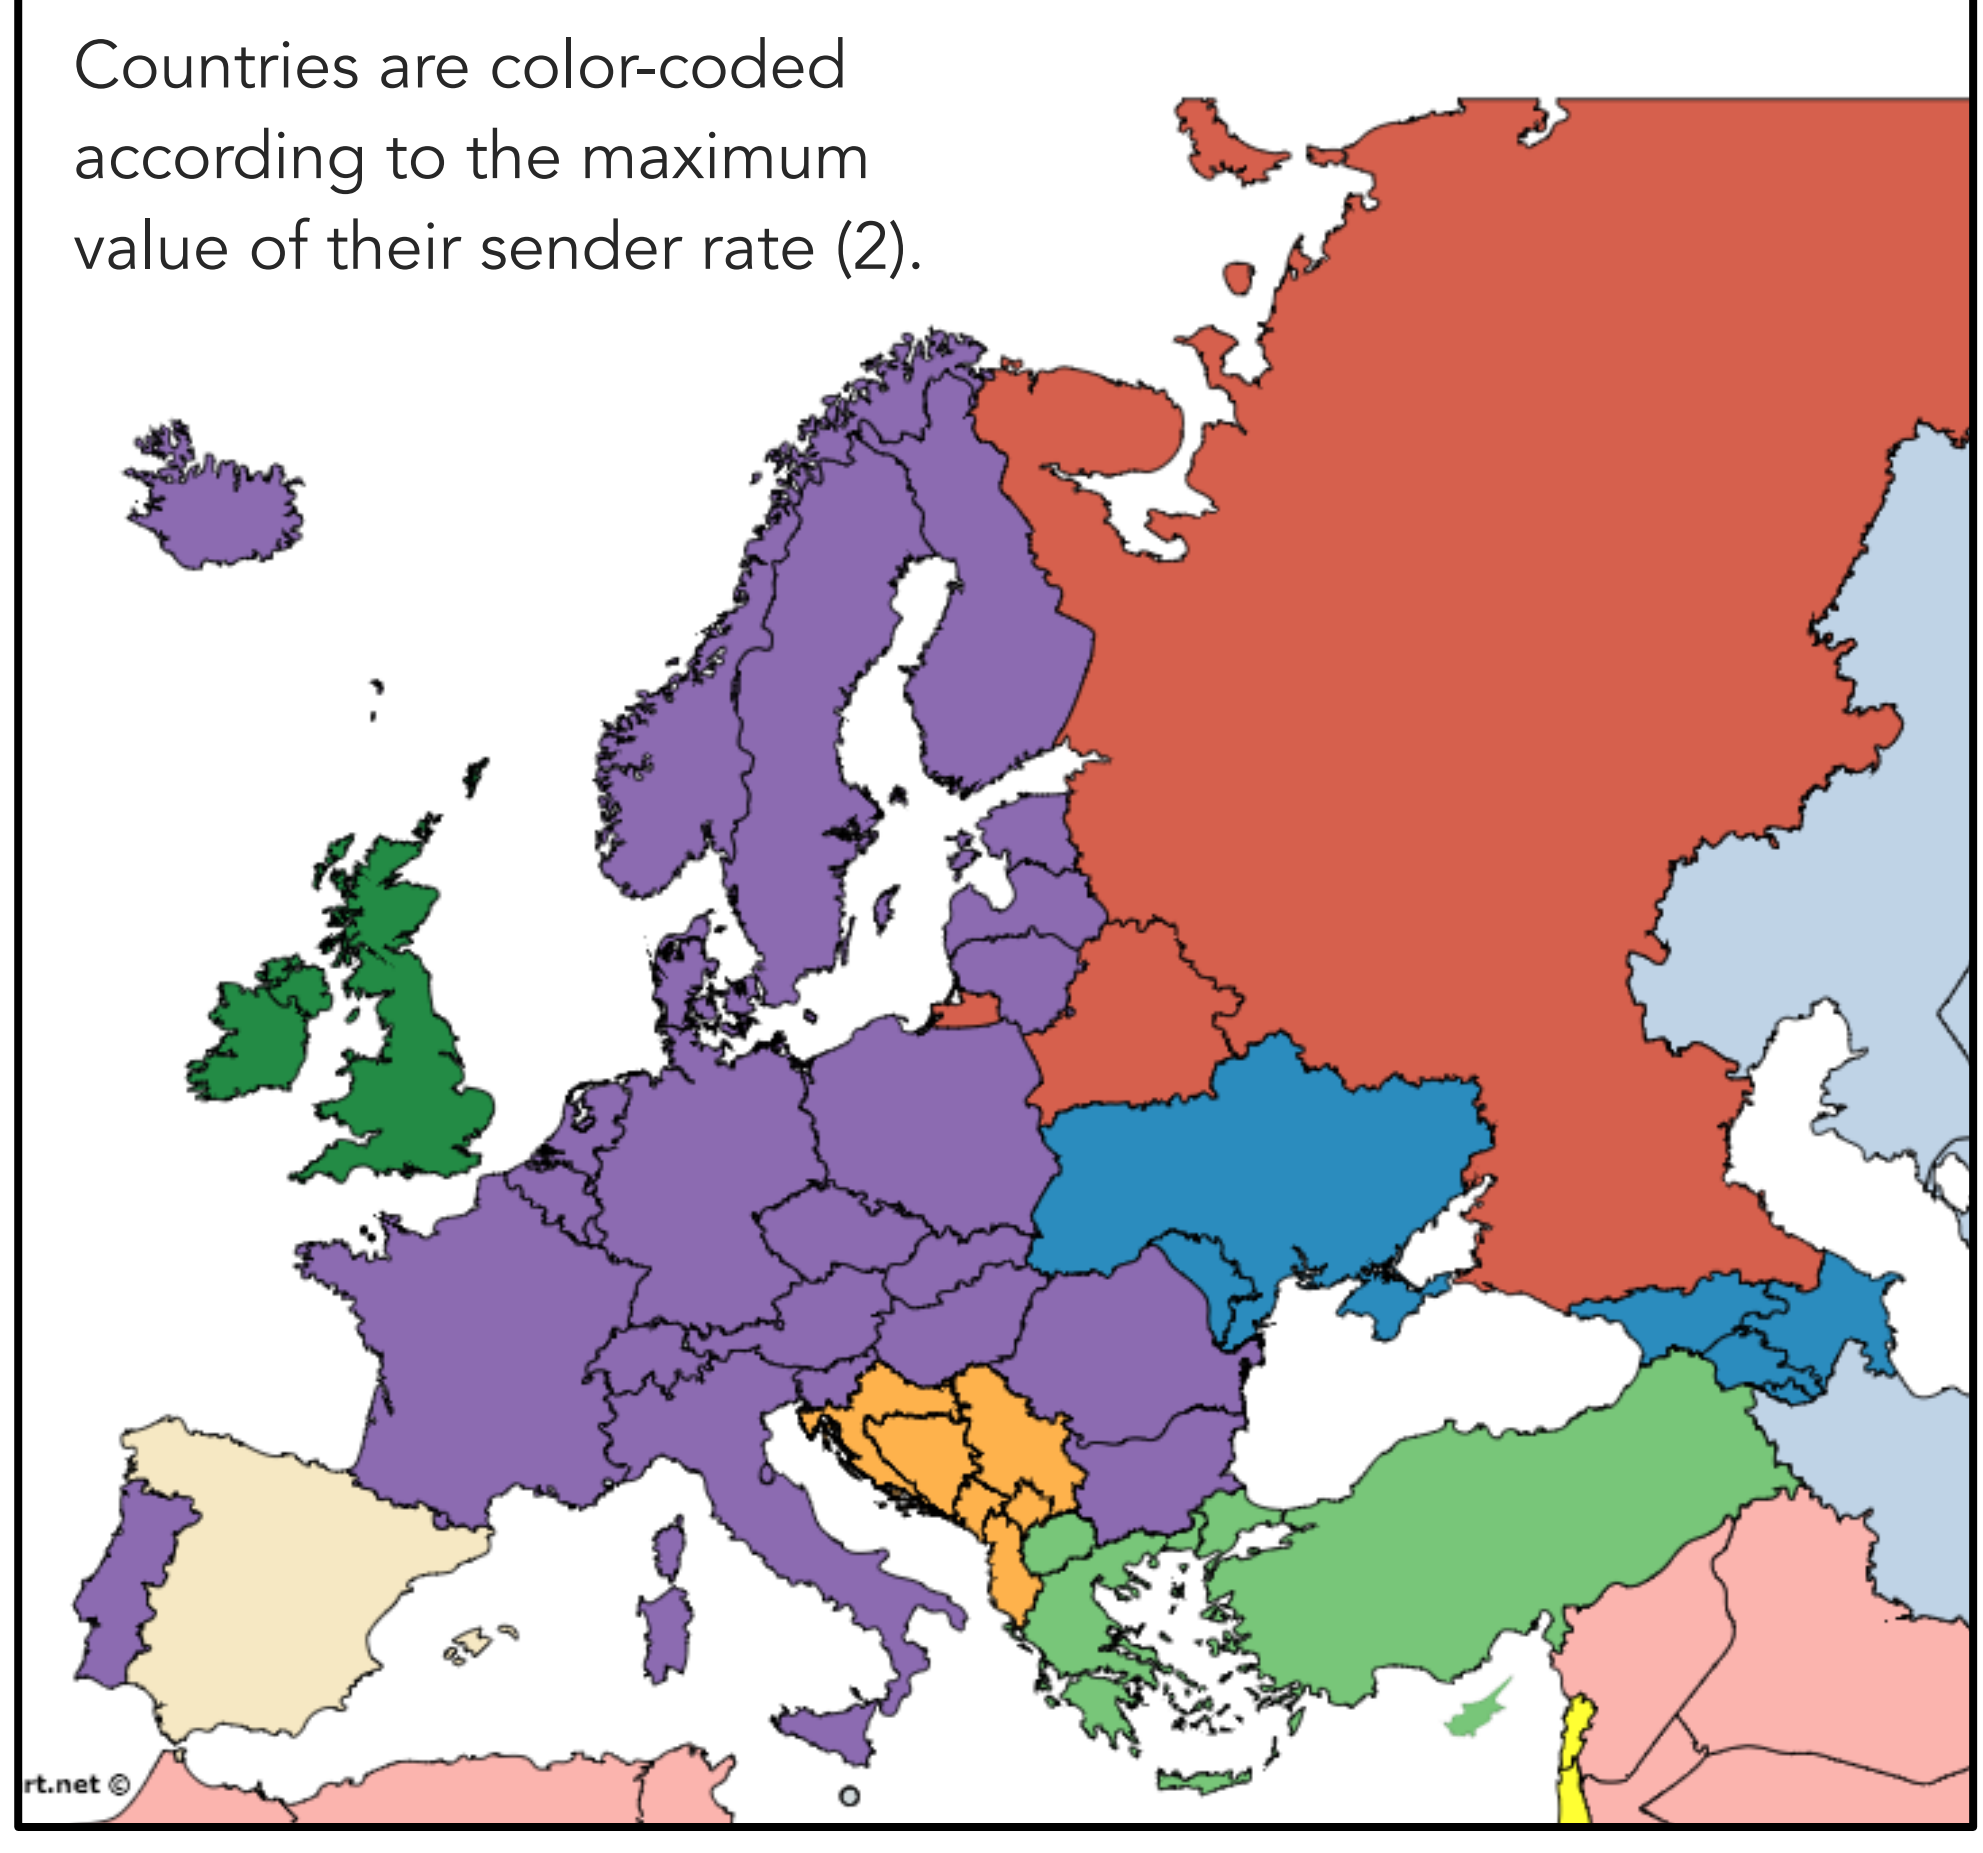 Countries are color-coded
according to the maximum
value of their sender rate (2).
rt.net ©